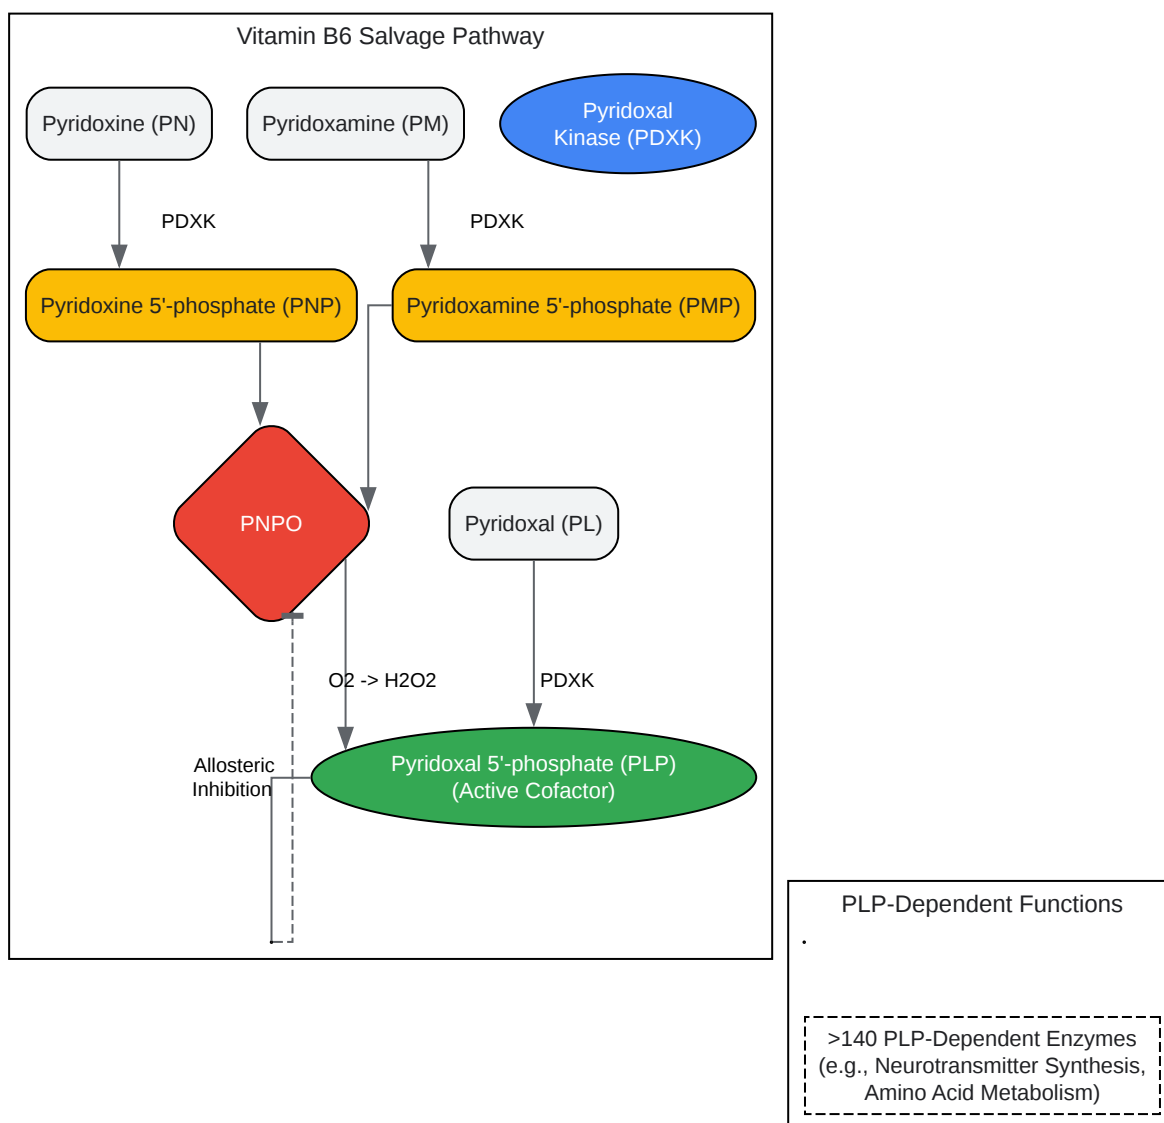 Vitamin B6 Salvage Pathway
Pyridoxine (PN)
Pyridoxamine (PM)
Pyridoxal
Kinase (PDXK)
PDXK
PDXK
Pyridoxine 5'-phosphate (PNP)
Pyridoxamine 5'-phosphate (PMP)
PNPO
Pyridoxal (PL)
O2 -> H2O2
PDXK
Allosteric
Inhibition
Pyridoxal 5'-phosphate (PLP)
(Active Cofactor)
PLP-Dependent Functions
>140 PLP-Dependent Enzymes
(e.g., Neurotransmitter Synthesis,
Amino Acid Metabolism)